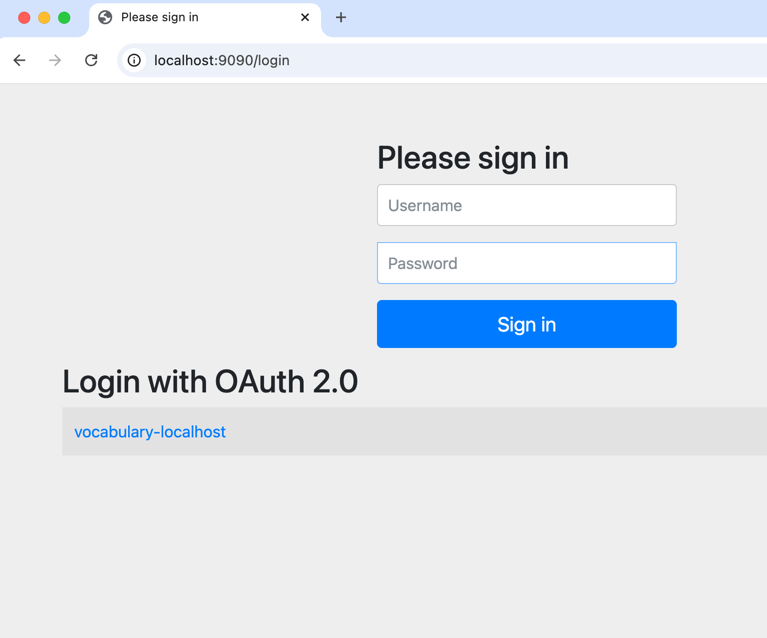 Please sign in
localhost:9090/login
Please sign in
Username
Password
Sign in
Login with OAuth 2.0
vocabulary-localhost